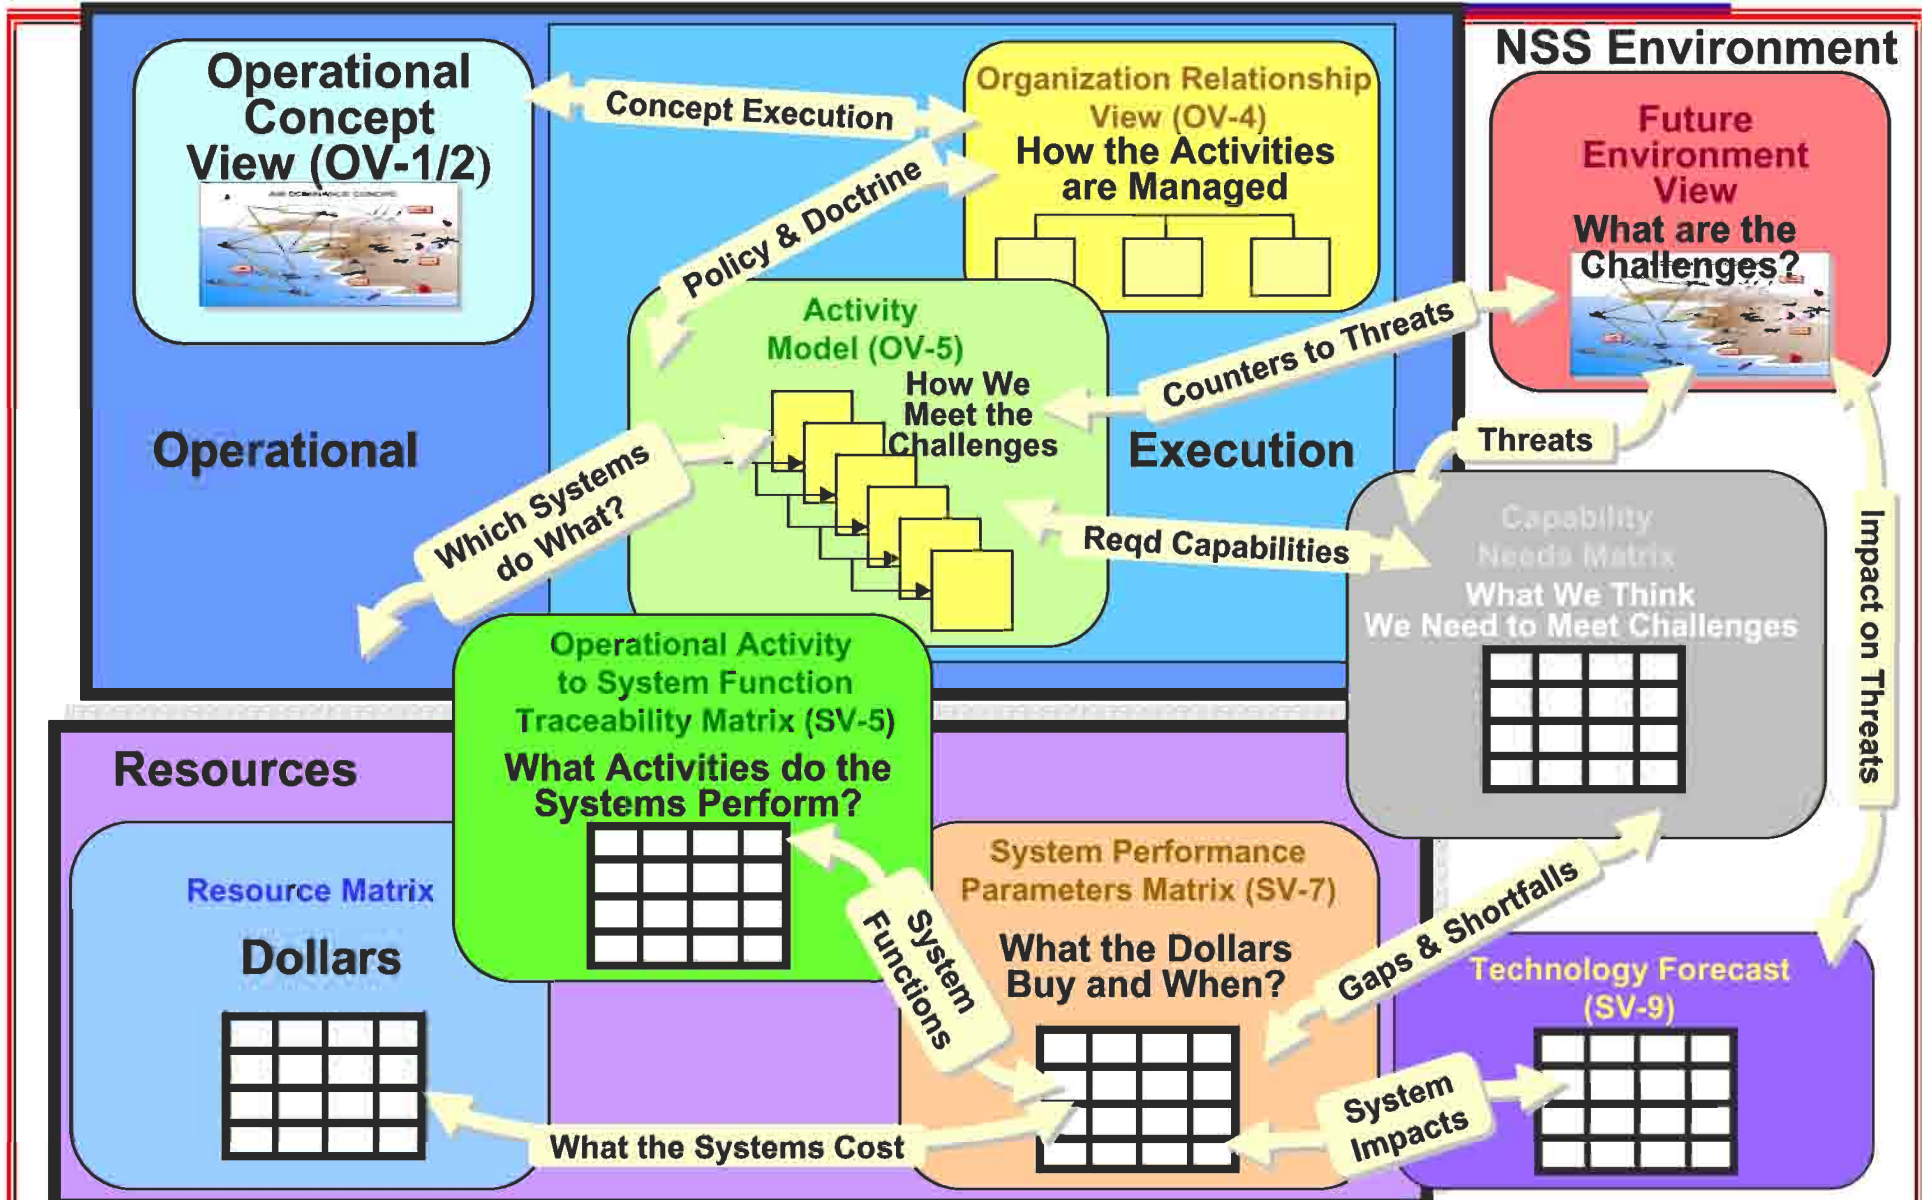 Operational
Concept
View (OV-1/2)
Concept Execution
Organization Relationship
View (OV-4)
How the Activities
are Managed
NSS Environment
Future
Environment
View
What are the
Challenges?
Policy & Doctrine
Activity
Model (OV-5)
How We
Meet the
Challenges
Counters to Threats
Operational
Execution
Threats
Which Systems
do What?
Reqd Capabilities
Capability
Needs Matrix
What We Think
We Need to Meet Challenges
Impact on Threats
Operational Activity
to System Function
Traceability Matrix (SV-5)
What Activities do the
Systems Perform?
Resources
Resource Matrix
Dollars
System
Functions
System Performance
Parameters Matrix (SV-7)
What the Dollars
Buy and When?
Gaps & Shortfalls
Technology Forecast
(SV-9)
What the Systems Cost
System
Impacts